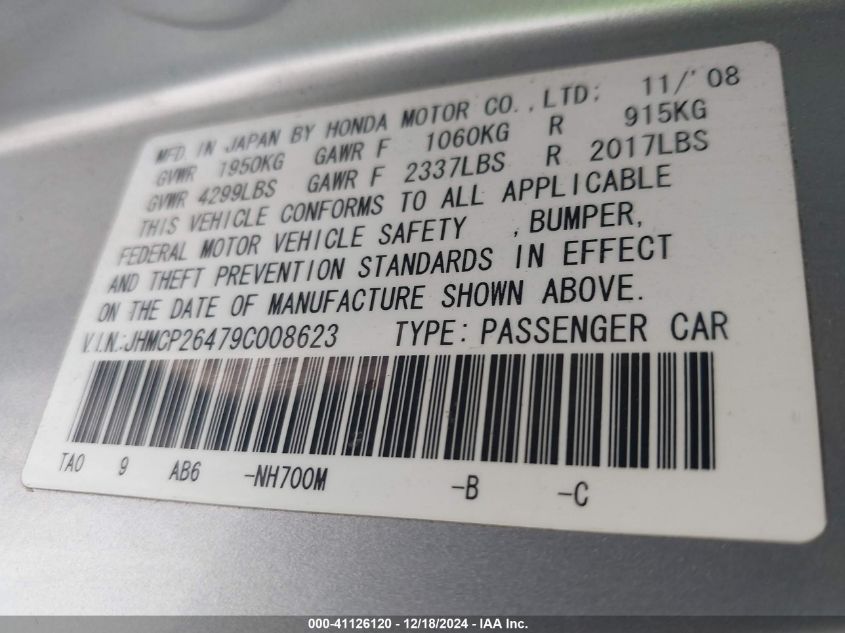 MFD. IN JAPAN BY HONDA MOTOR CO.,LTD; 11/'08
GVWR 1950KG GAWR F 1060KG R 915KG
GVWR 4299LBS GAWR F 2337LBS R 2017LBS
THIS VEHICLE CONFORMS TO ALL APPLICABLE
FEDERAL MOTOR VEHICLE SAFETY , BUMPER,
AND THEFT PREVENTION STANDARDS IN EFFECT
ON THE DATE OF MANUFACTURE SHOWN ABOVE.
V.I.N.:JHMCP26479C008623 TYPE: PASSENGER CAR
TA0 9 AB6 -NH700M -B -C
000-41126120 - 12/18/2024 - IAA Inc.